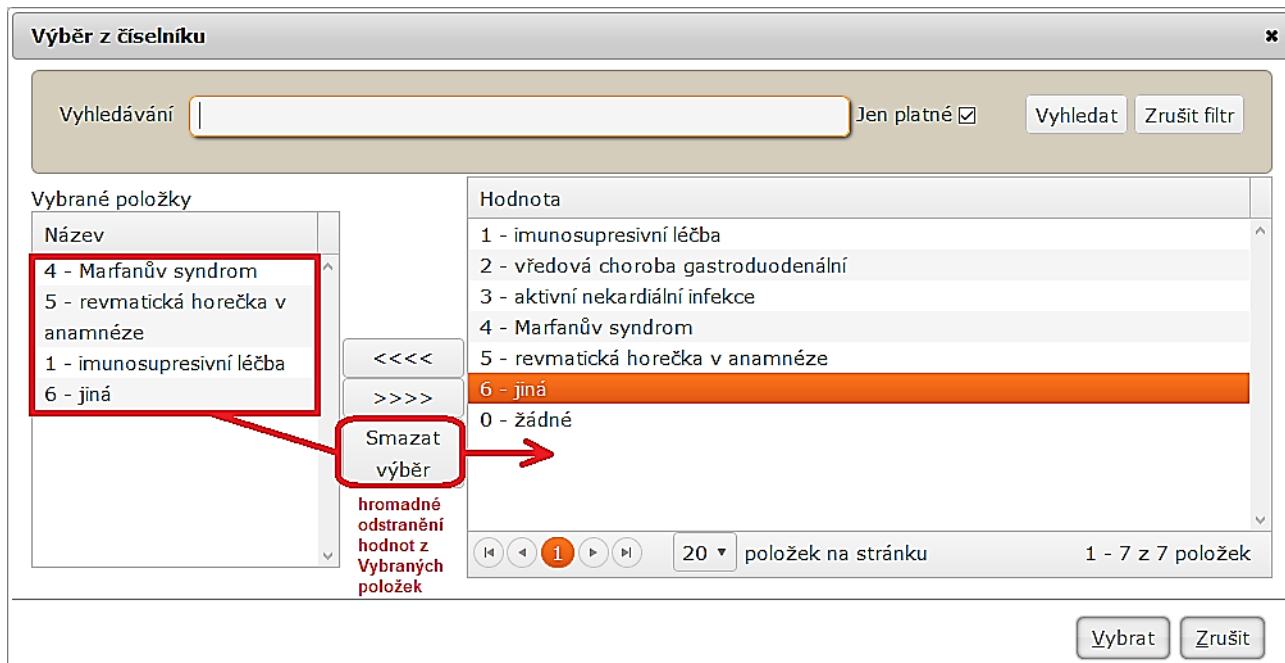 Výběr z číselníku
Vyhledávání
Jen platné
Vyhledat
Zrušit filtr
Vybrané položky
Název
4 - Marfanův syndrom
5 - revmatická horečka v
anamnéze
1 - imunosupresivní léčba
6 - jiná
<<<<
>>>>
Smazat
výběr
hromadné
odstranění
hodnot z
Vybraných
položek
Hodnota
1 - imunosupresivní léčba
2 - vředová choroba gastroduodenální
3 - aktivní nekardiální infekce
4 - Marfanův syndrom
5 - revmatická horečka v anamnéze
6 - jiná
0 - žádné
1
20
položek na stránku
1 - 7 z 7 položek
Vybrat
Zrušit